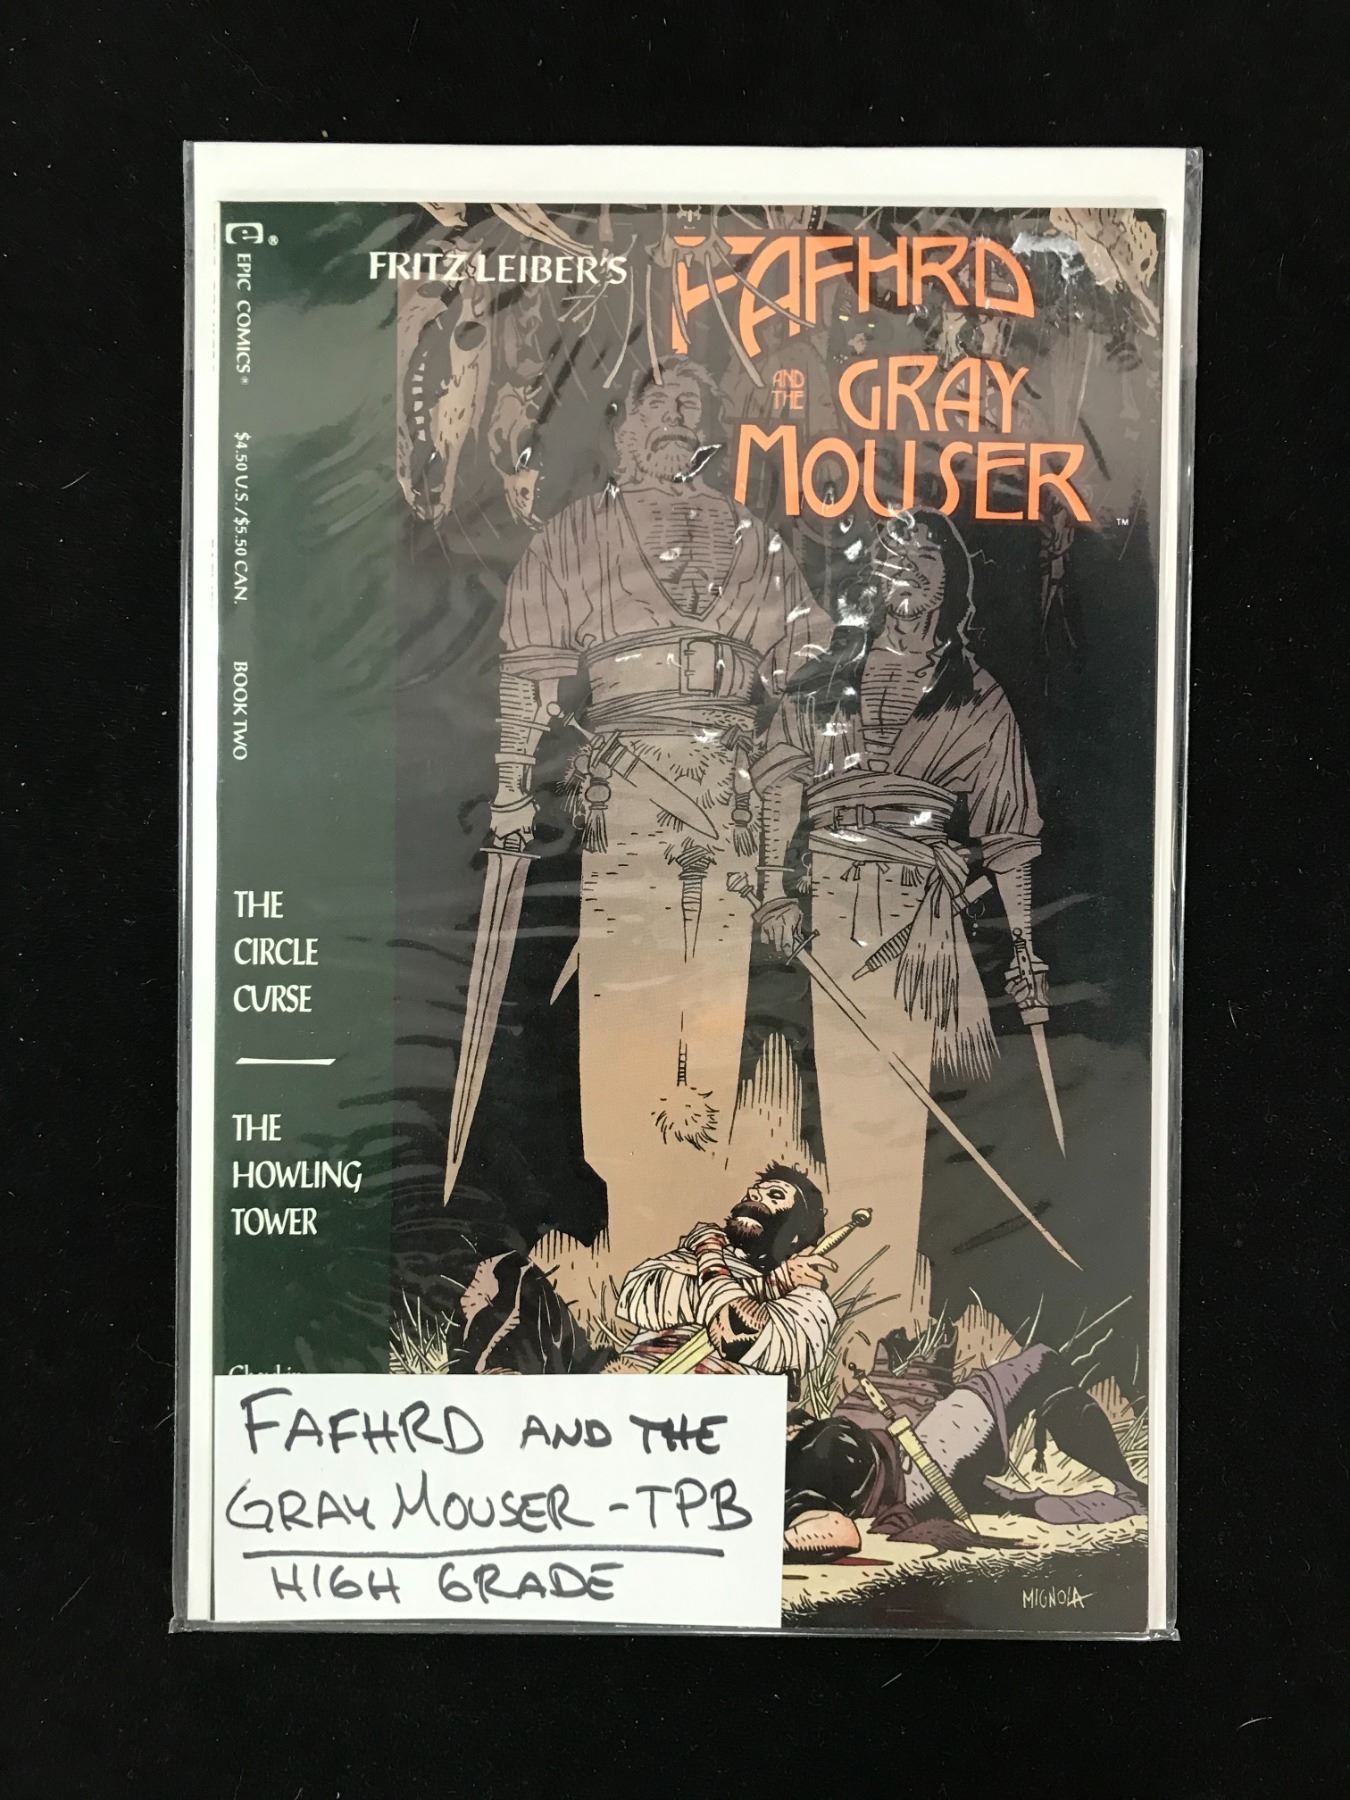 e ®
EPIC COMICS®
$4.50 U.S./$5.50 CAN.
BOOK TWO
FRITZ LEIBER'S
FAFHRD
AND
THE
GRAY
MOUSER
TM
THE
CIRCLE
CURSE
THE
HOWLING
TOWER
FAFHRD AND THE
GRAY MOUSER - TPB
HIGH GRADE
MIGNOLA